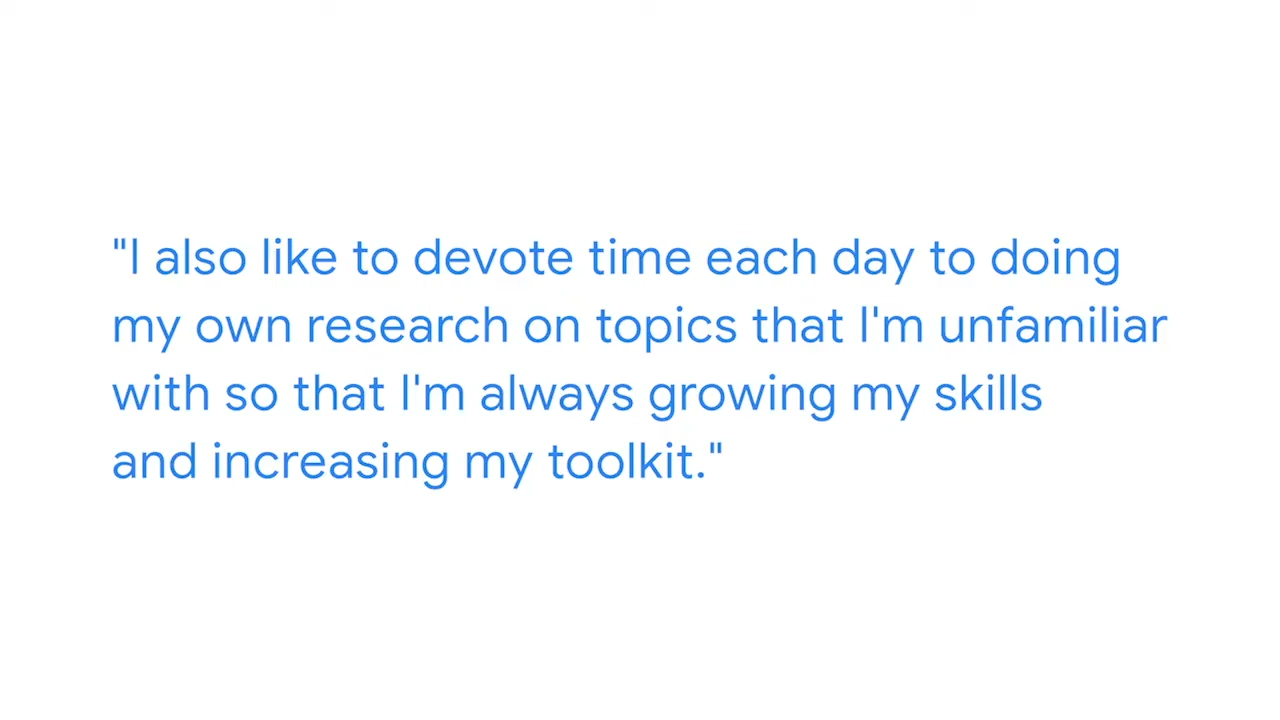 "I also like to devote time each day to doing
my own research on topics that I'm unfamiliar
with so that I'm always growing my skills
and increasing my toolkit."